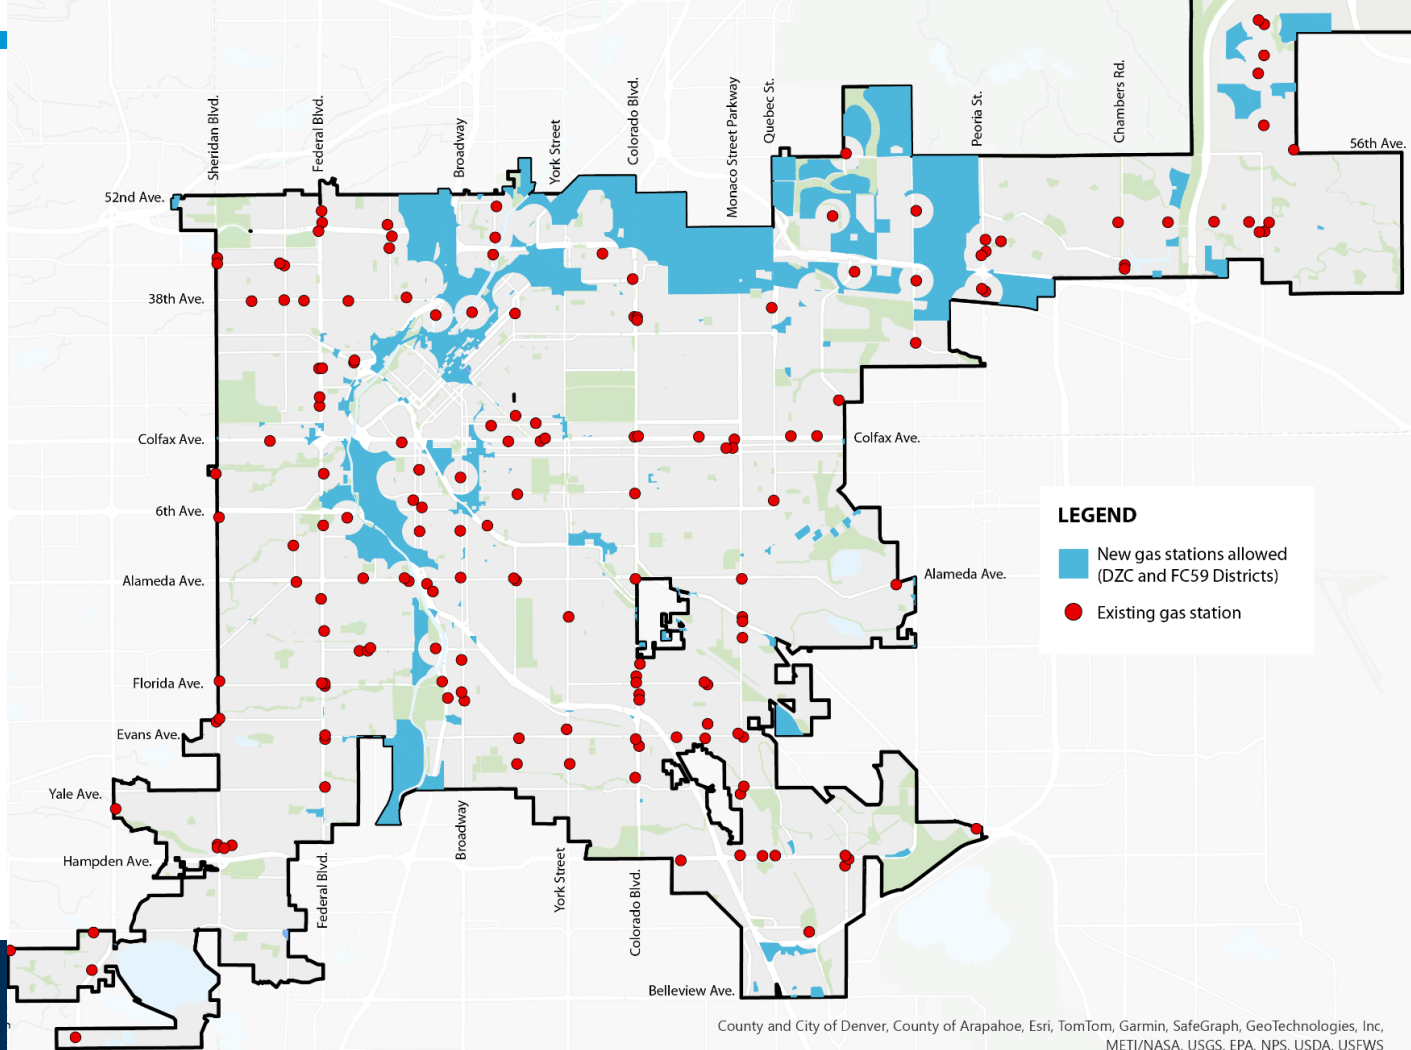 Sheridan Blvd.
Federal Blvd.
Broadway
York Street
Colorado Blvd.
Monaco Street Parkway
Quebec St.
Peoria St.
Chambers Rd.
56th Ave.
52nd Ave.
38th Ave.
Colfax Ave.
Colfax Ave.
6th Ave.
LEGEND
New gas stations allowed
(DZC and FC59 Districts)
Existing gas station
Alameda Ave.
Alameda Ave.
Florida Ave.
Evans Ave.
Yale Ave.
Hampden Ave.
Federal Blvd.
Broadway
York Street
Colorado Blvd.
Belleview Ave.
County and City of Denver, County of Arapahoe, Esri, TomTom, Garmin, SafeGraph, GeoTechnologies, Inc,
METI/NASA, USGS, EPA, NPS, USDA, USFWS